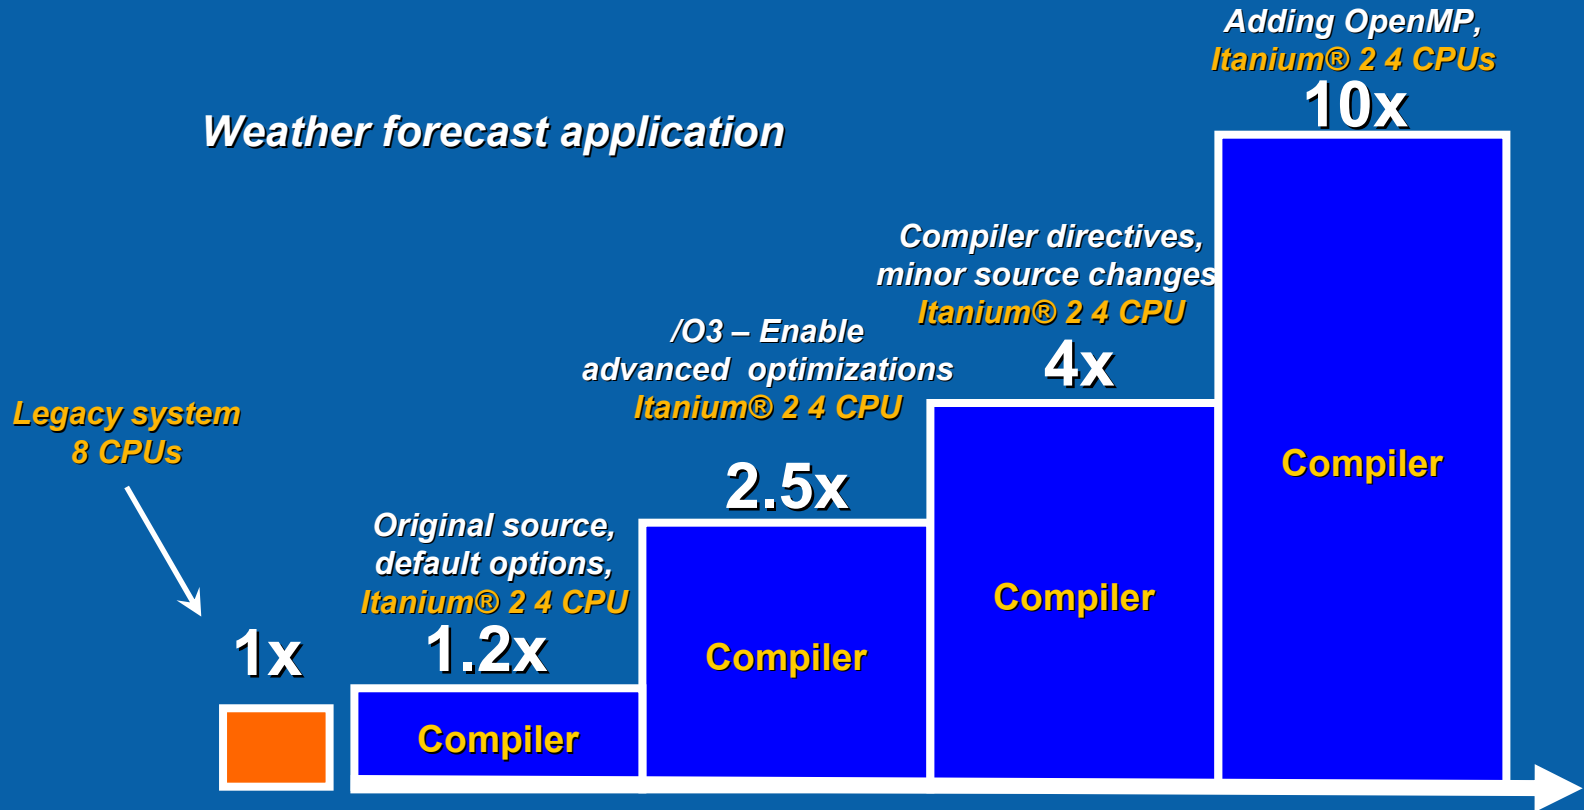 Weather forecast application
Legacy system
8 CPUs
1x
Original source,
default options,
Itanium® 2 4 CPU
1.2x
Compiler
/O3 – Enable
advanced optimizations
Itanium® 2 4 CPU
2.5x
Compiler
Compiler directives,
minor source changes
Itanium® 2 4 CPU
4x
Compiler
Adding OpenMP,
Itanium® 2 4 CPUs
10x
Compiler